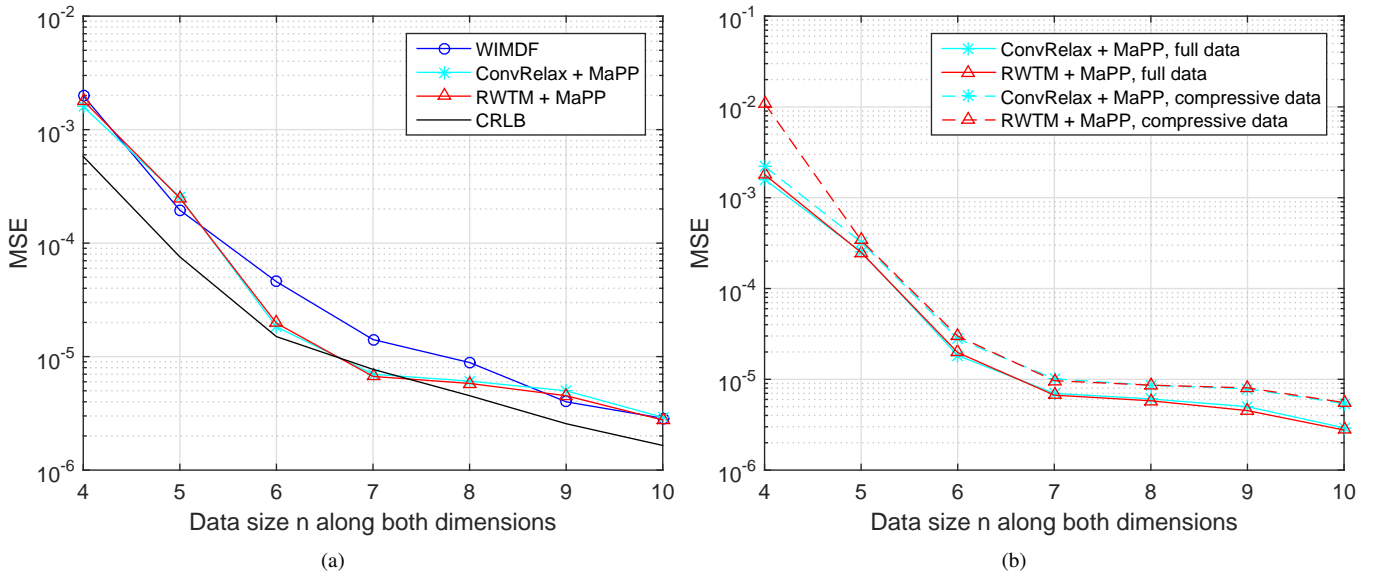 10^-2
10^-3
10^-4
10^-5
10^-6
MSE
WIMDF
ConvRelax + MaPP
RWTM + MaPP
CRLB
4 5 6 7 8 9 10
Data size n along both dimensions
(a)
10^-1
10^-2
10^-3
10^-4
10^-5
10^-6
MSE
ConvRelax + MaPP, full data
RWTM + MaPP, full data
ConvRelax + MaPP, compressive data
RWTM + MaPP, compressive data
4 5 6 7 8 9 10
Data size n along both dimensions
(b)